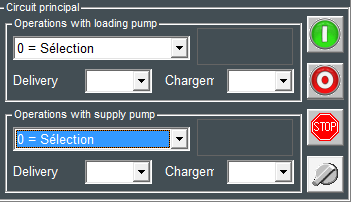 Circuit principal
Operations with loading pump
0 = Sélection
Delivery Chargem
Operations with supply pump
0 = Sélection
Delivery Chargem
STOP